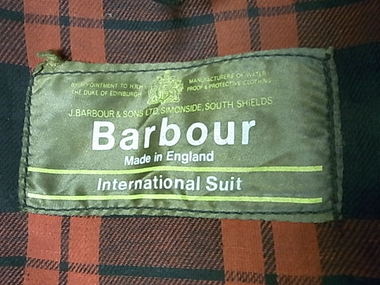 BY APPOINTMENT TO H.R.H. MANUFACTURERS OF WATER
THE DUKE OF EDINBURGH PROOF & PROTECTIVE CLOTHING
J. BARBOUR & SONS LTD. SIMONSIDE, SOUTH SHIELDS
Barbour
Made in England
International Suit